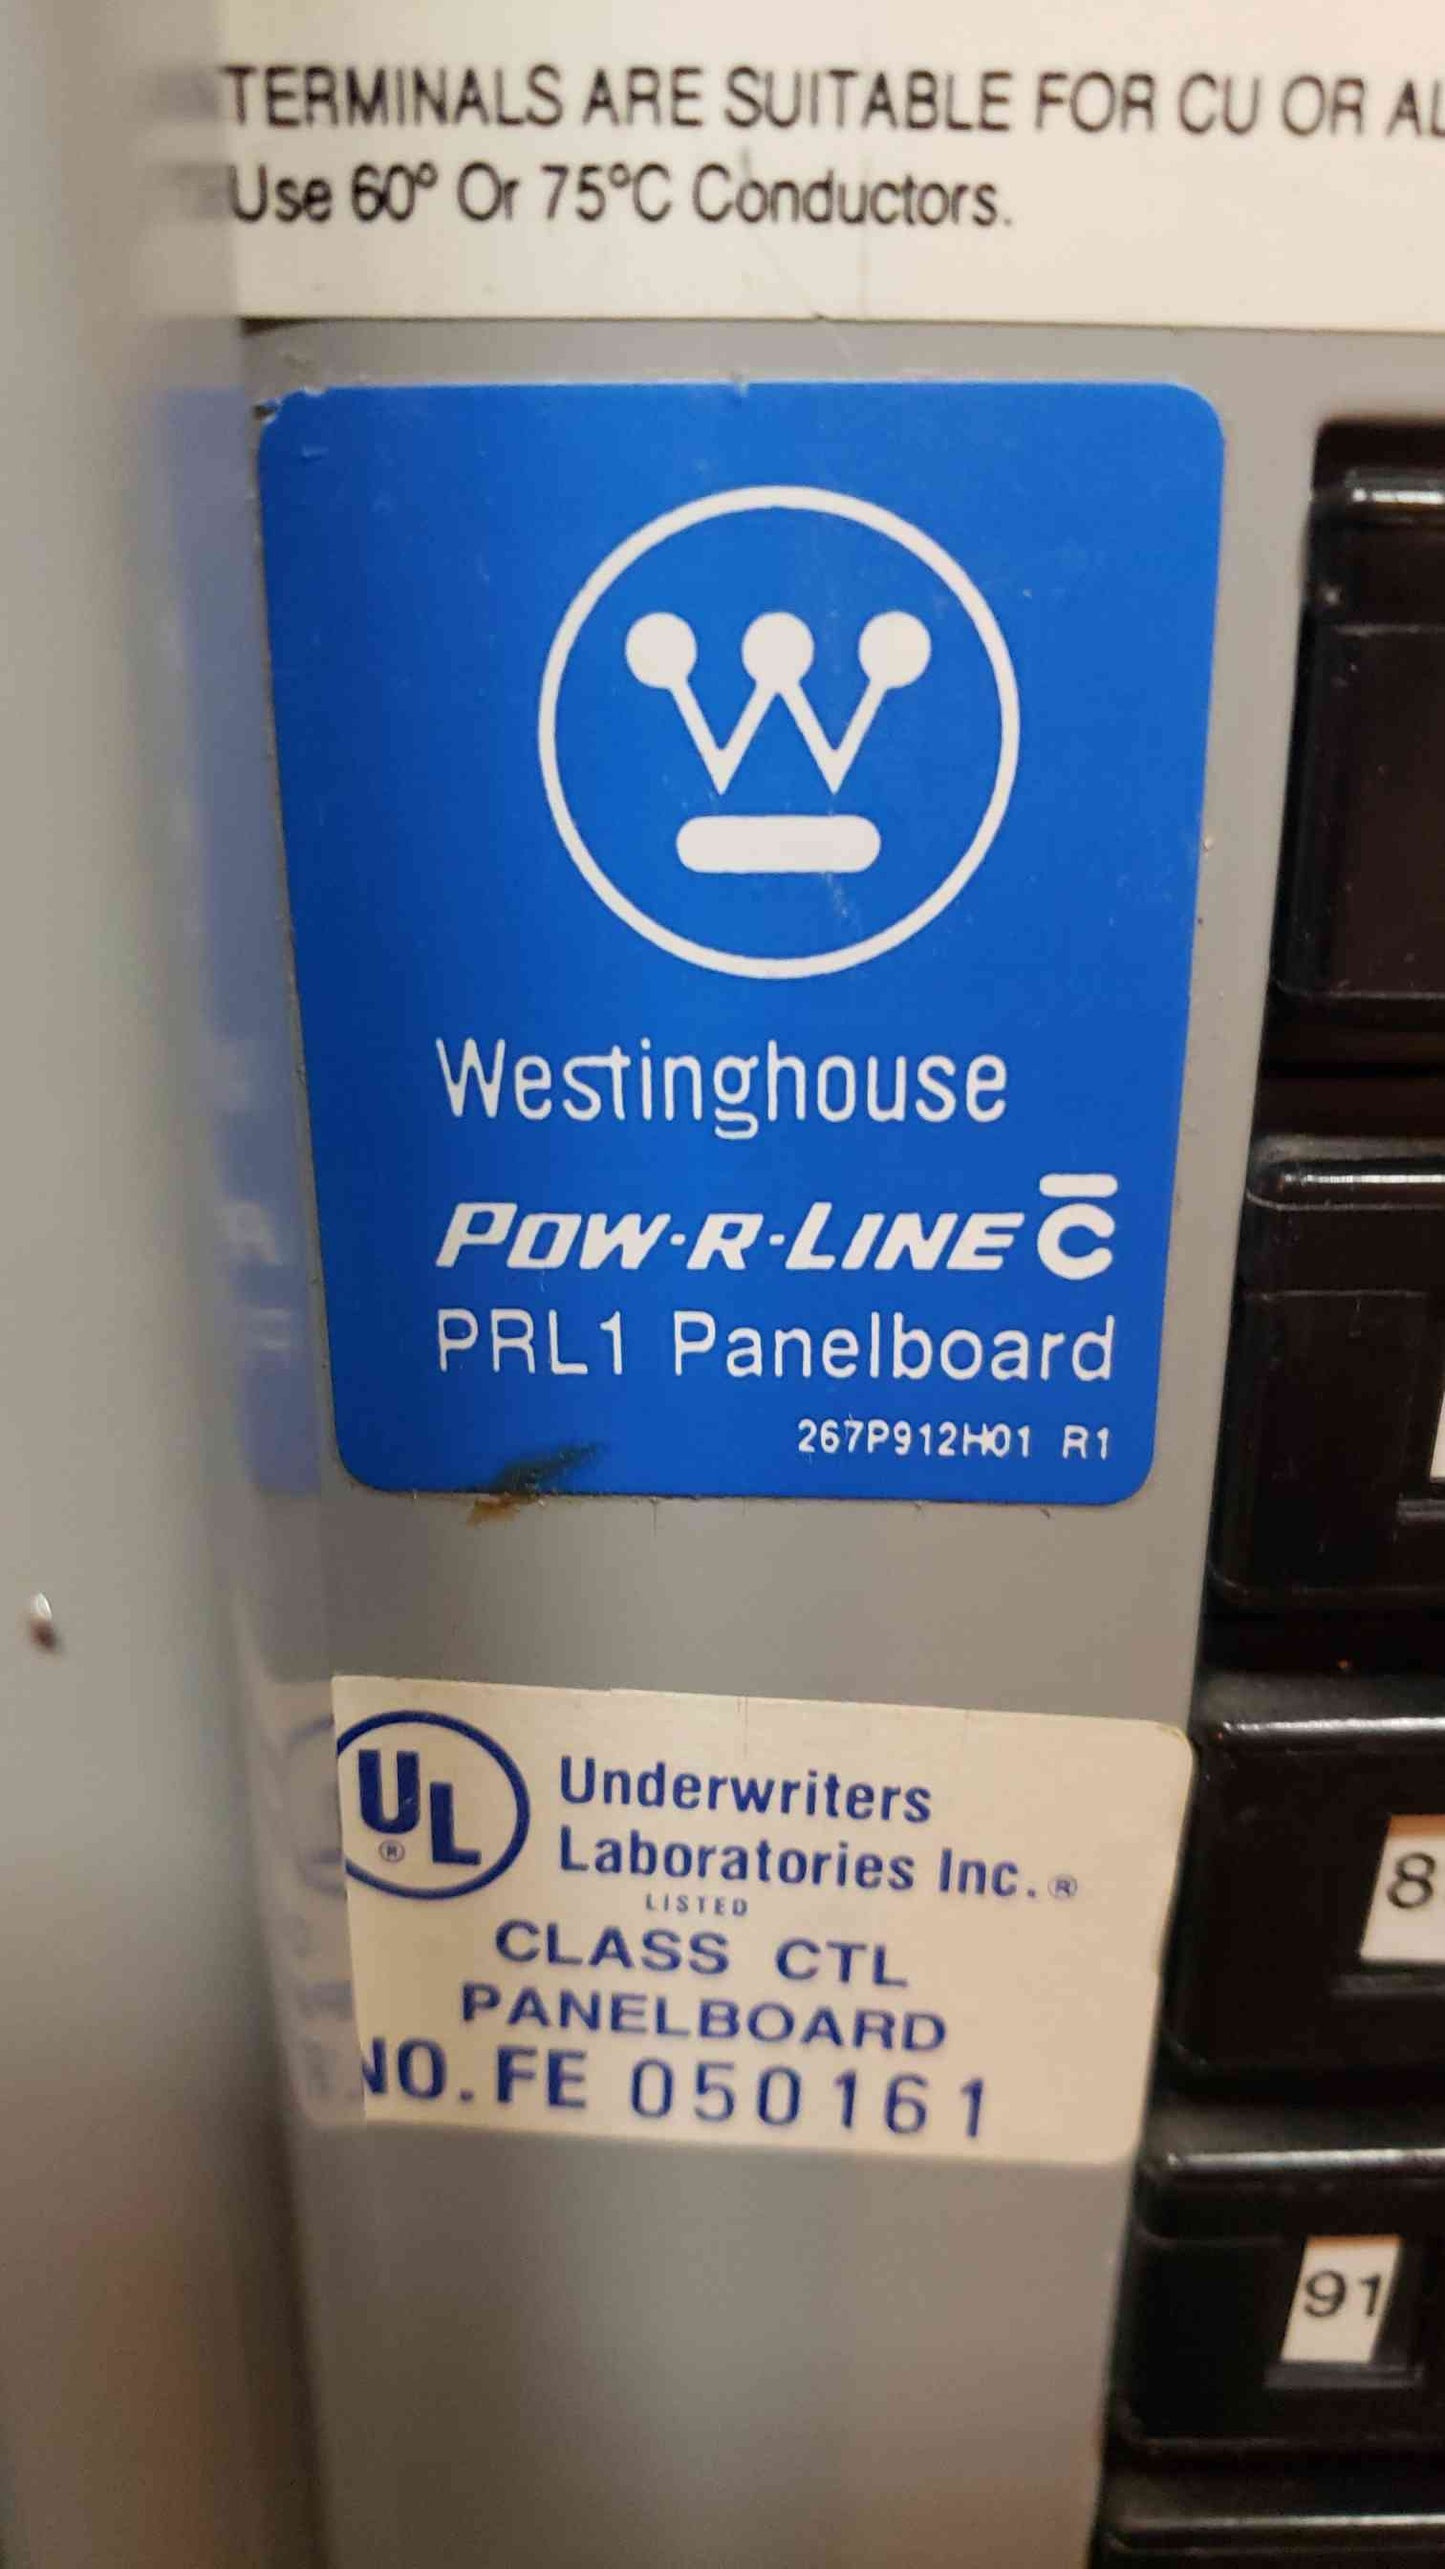 TERMINALS ARE SUITABLE FOR CU OR AL
Use 60° Or 75°C Conductors.
W
Westinghouse
POW-R-LINE C̅
PRL1 Panelboard
267P912H01 R1
UL
®
Underwriters
Laboratories Inc.®
LISTED
CLASS CTL
PANELBOARD
NO. FE 050161
8
91